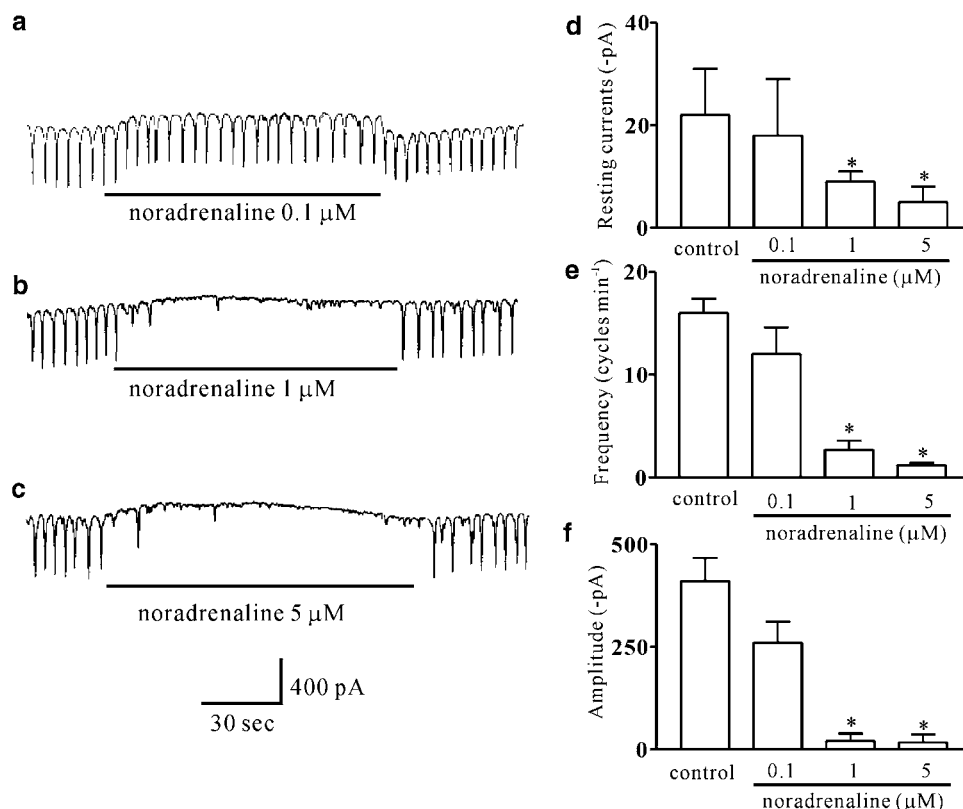 a
noradrenaline 0.1 µM
b
noradrenaline 1 µM
c
noradrenaline 5 µM
400 pA
30 sec
d
Resting currents (-pA)
40
20
0
control
0.1
1
5
*
*
noradrenaline (µM)
e
Frequency (cycles min⁻¹)
20
10
0
control
0.1
1
5
*
*
noradrenaline (µM)
f
Amplitude (-pA)
500
250
0
control
0.1
1
5
*
*
noradrenaline (µM)